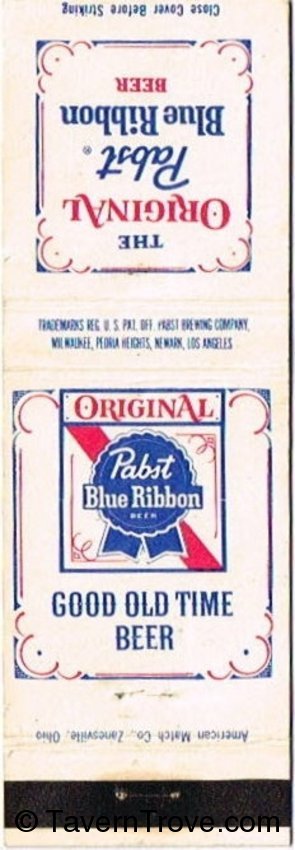 Close Cover Before Striking
THE
ORIGINAL
Pabst®
Blue Ribbon
BEER
TRADEMARKS REG. U. S. PAT. OFF. PABST BREWING COMPANY,
MILWAUKEE, PEORIA HEIGHTS, NEWARK, LOS ANGELES
ORIGINAL
Pabst
Blue Ribbon
BEER
GOOD OLD TIME
BEER
American Match Co., Zanesville, Ohio
© TavernTrove.com